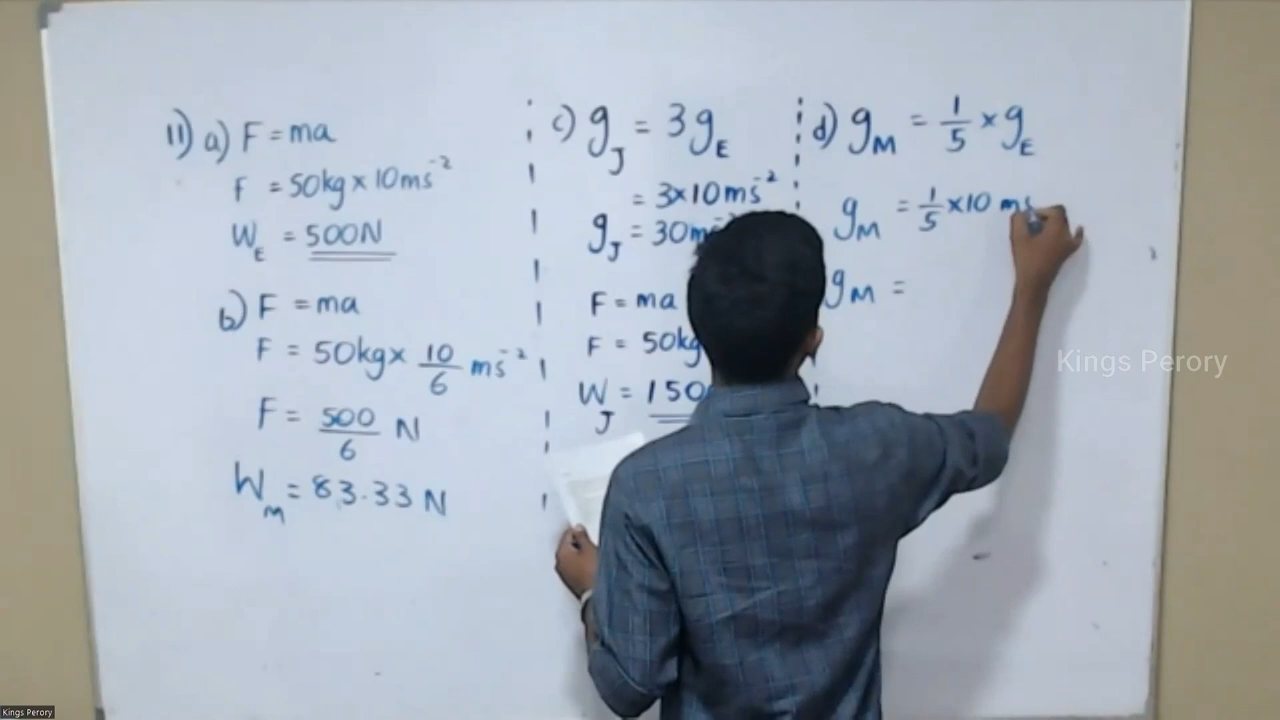 11) a) F = ma
F = 50kg × 10ms⁻²
W_E = 500N
b) F = ma
F = 50kg × 10/6 ms⁻²
F = 500/6 N
W_M = 83.33 N
c) g_J = 3g_E
= 3×10ms⁻²
g_J = 30m
F = ma
F = 50kg
W_J = 150
d) g_M = 1/5 × g_E
g_M = 1/5 × 10 ms
g_M =
Kings Perory
Kings Perory